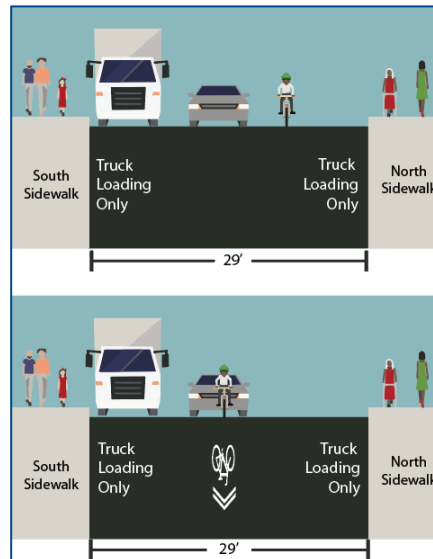 South
Sidewalk
Truck
Loading
Only
Truck
Loading
Only
North
Sidewalk
29'
South
Sidewalk
Truck
Loading
Only
Truck
Loading
Only
North
Sidewalk
29'